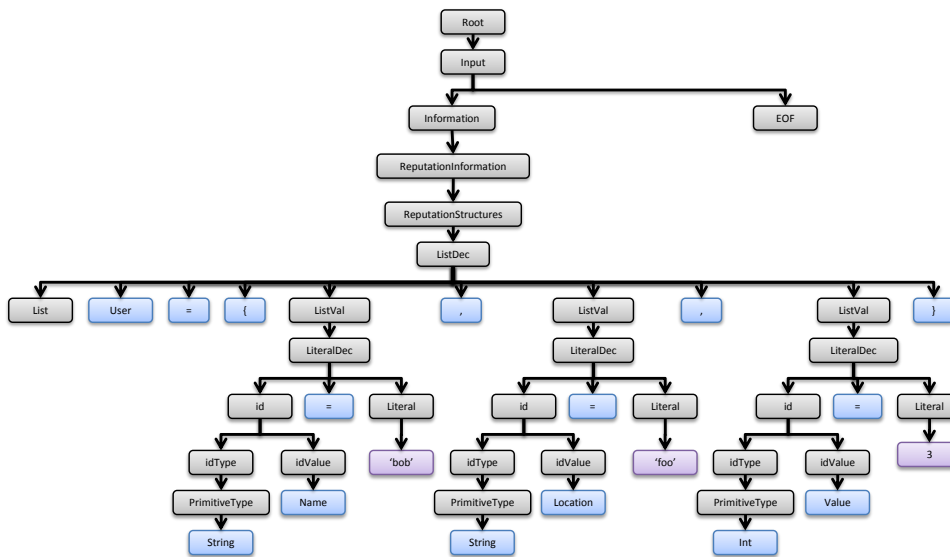 Root
Input
Information EOF
ReputationInformation
ReputationStructures
ListDec
List User = { ListVal , ListVal , ListVal }
LiteralDec LiteralDec LiteralDec
id = Literal id = Literal id = Literal
idType idValue ‘bob’ idType idValue ‘foo’ idType idValue 3
PrimitiveType Name PrimitiveType Location PrimitiveType Value
String String Int